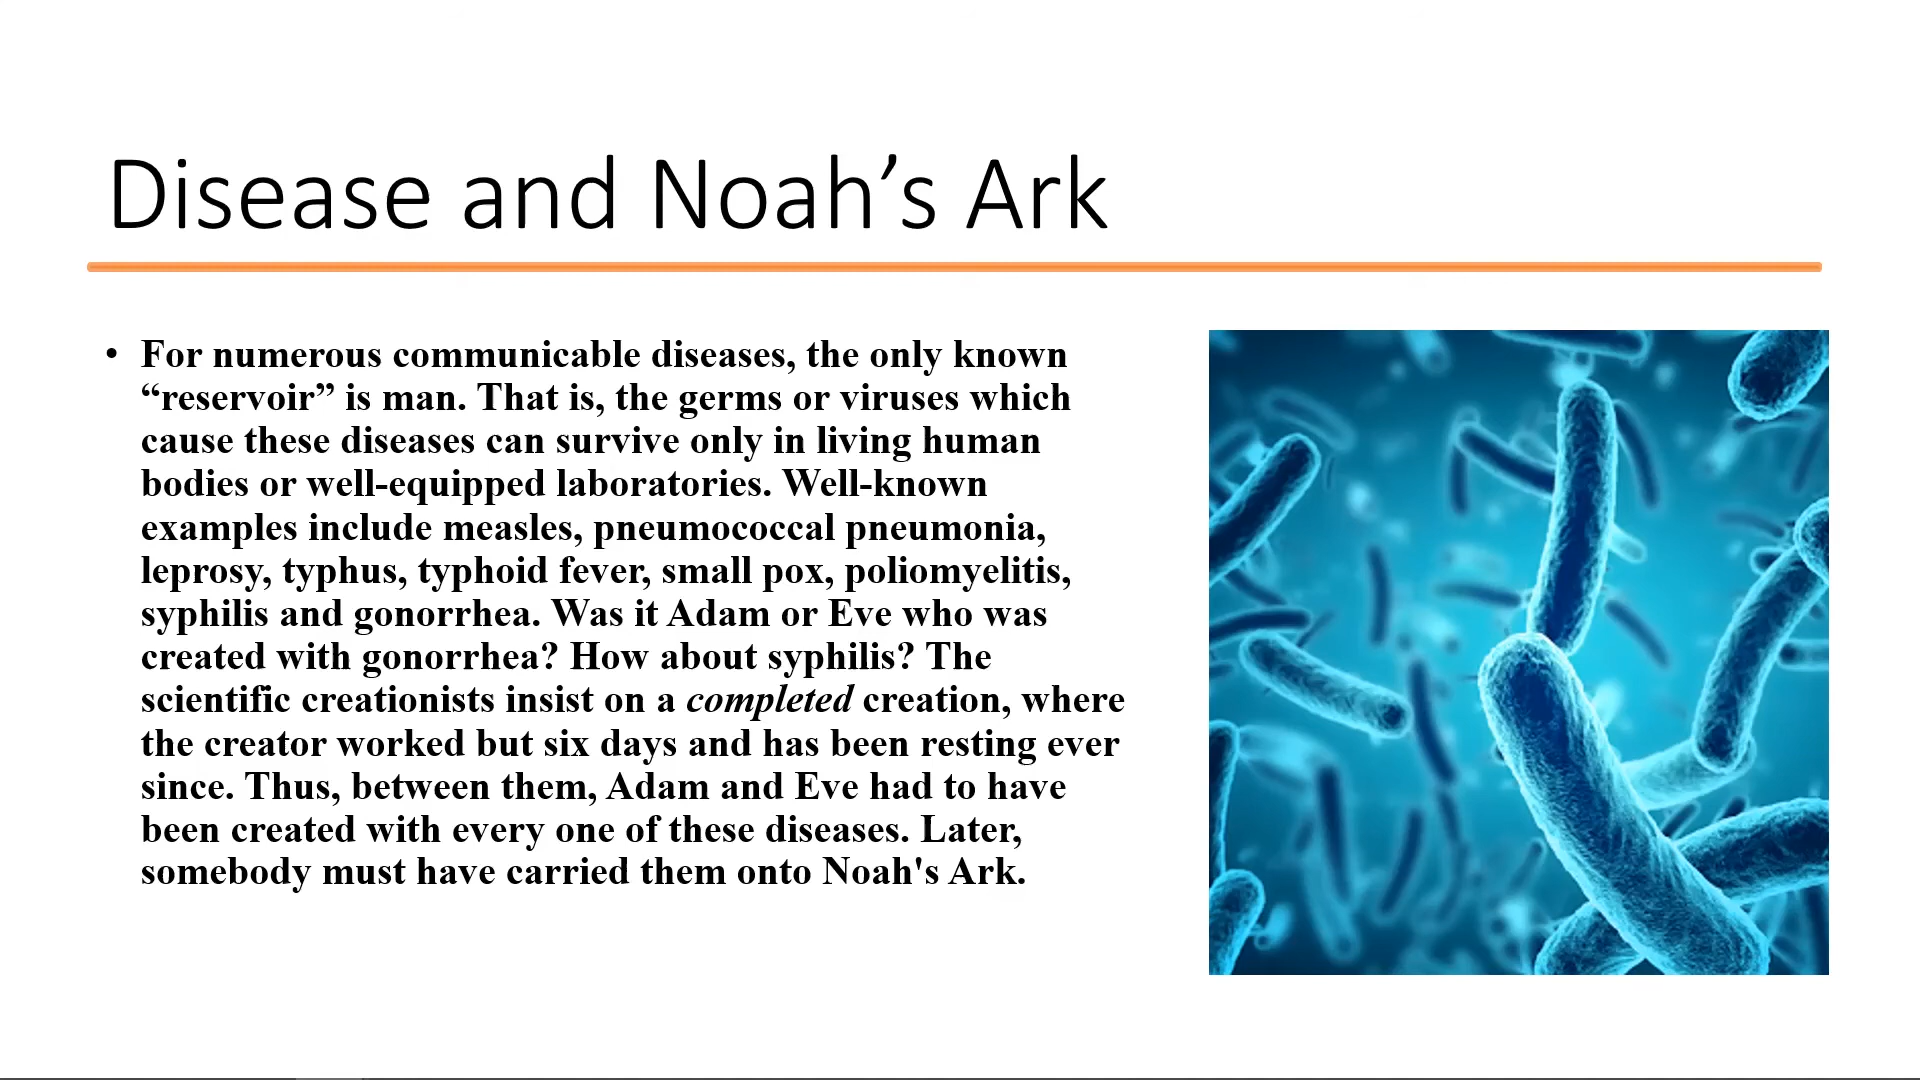 Disease and Noah’s Ark
• For numerous communicable diseases, the only known
“reservoir” is man. That is, the germs or viruses which
cause these diseases can survive only in living human
bodies or well-equipped laboratories. Well-known
examples include measles, pneumococcal pneumonia,
leprosy, typhus, typhoid fever, small pox, poliomyelitis,
syphilis and gonorrhea. Was it Adam or Eve who was
created with gonorrhea? How about syphilis? The
scientific creationists insist on a completed creation, where
the creator worked but six days and has been resting ever
since. Thus, between them, Adam and Eve had to have
been created with every one of these diseases. Later,
somebody must have carried them onto Noah's Ark.